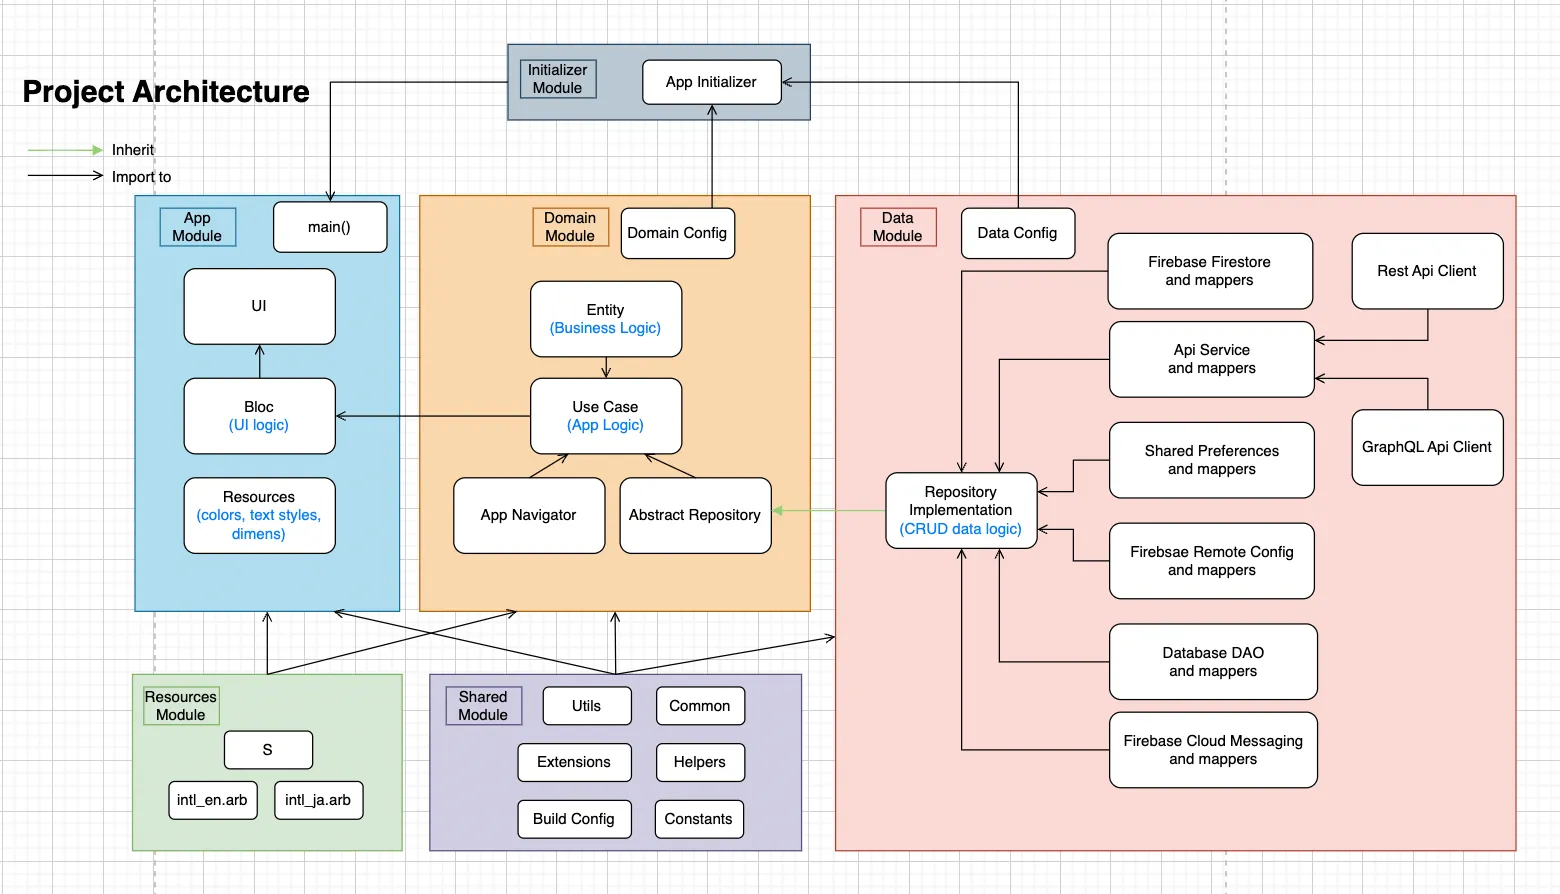 Project Architecture
Inherit
Import to
Initializer
Module
App Initializer
App
Module
main()
UI
Bloc
(UI logic)
Resources
(colors, text styles,
dimens)
Domain
Module
Domain Config
Entity
(Business Logic)
Use Case
(App Logic)
App Navigator
Abstract Repository
Data
Module
Data Config
Firebase Firestore
and mappers
Rest Api Client
Api Service
and mappers
GraphQL Api Client
Shared Preferences
and mappers
Repository
Implementation
(CRUD data logic)
Firebsae Remote Config
and mappers
Database DAO
and mappers
Firebase Cloud Messaging
and mappers
Resources
Module
S
intl_en.arb
intl_ja.arb
Shared
Module
Utils
Common
Extensions
Helpers
Build Config
Constants